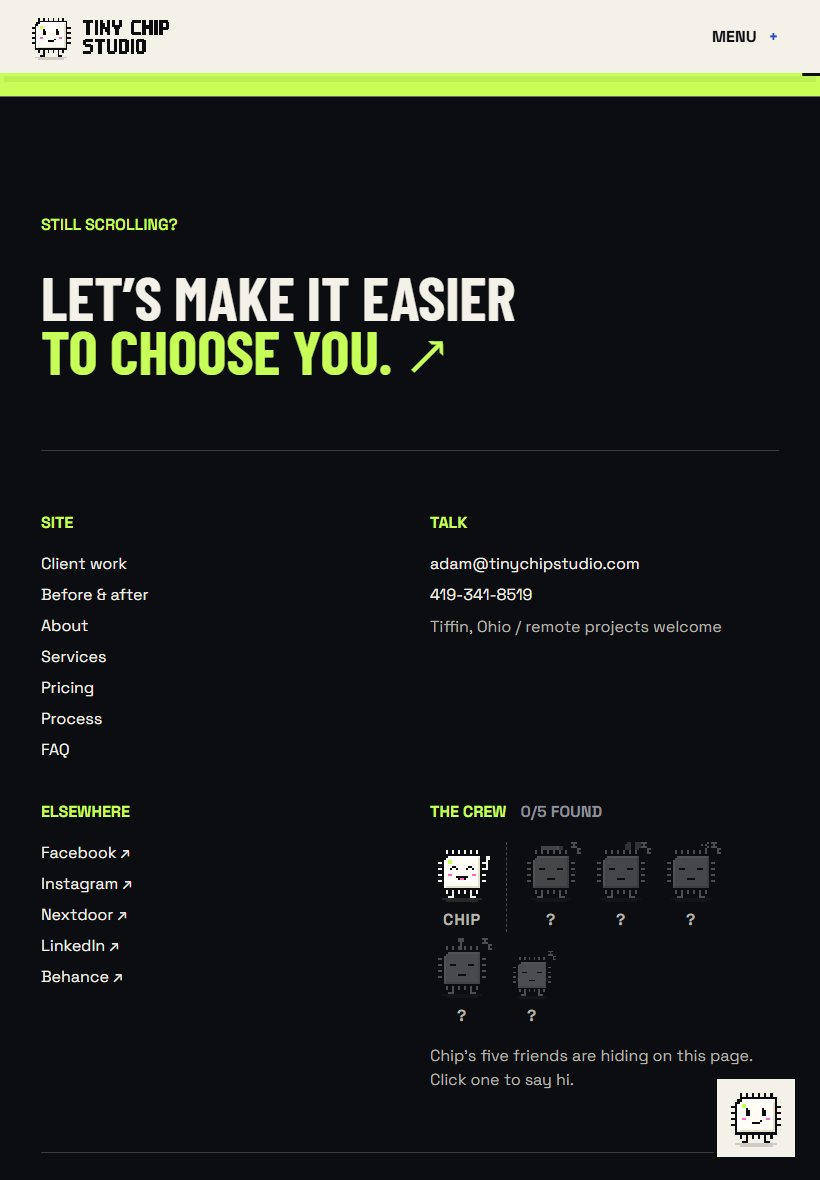 TINY CHIP
STUDIO
MENU +
STILL SCROLLING?
LET'S MAKE IT EASIER
TO CHOOSE YOU. ↗
SITE
Client work
Before & after
About
Services
Pricing
Process
FAQ
TALK
adam@tinychipstudio.com
419-341-8519
Tiffin, Ohio / remote projects welcome
ELSEWHERE
Facebook ↗
Instagram ↗
Nextdoor ↗
LinkedIn ↗
Behance ↗
THE CREW 0/5 FOUND
CHIP ? ? ?
? ?
Chip's five friends are hiding on this page.
Click one to say hi.